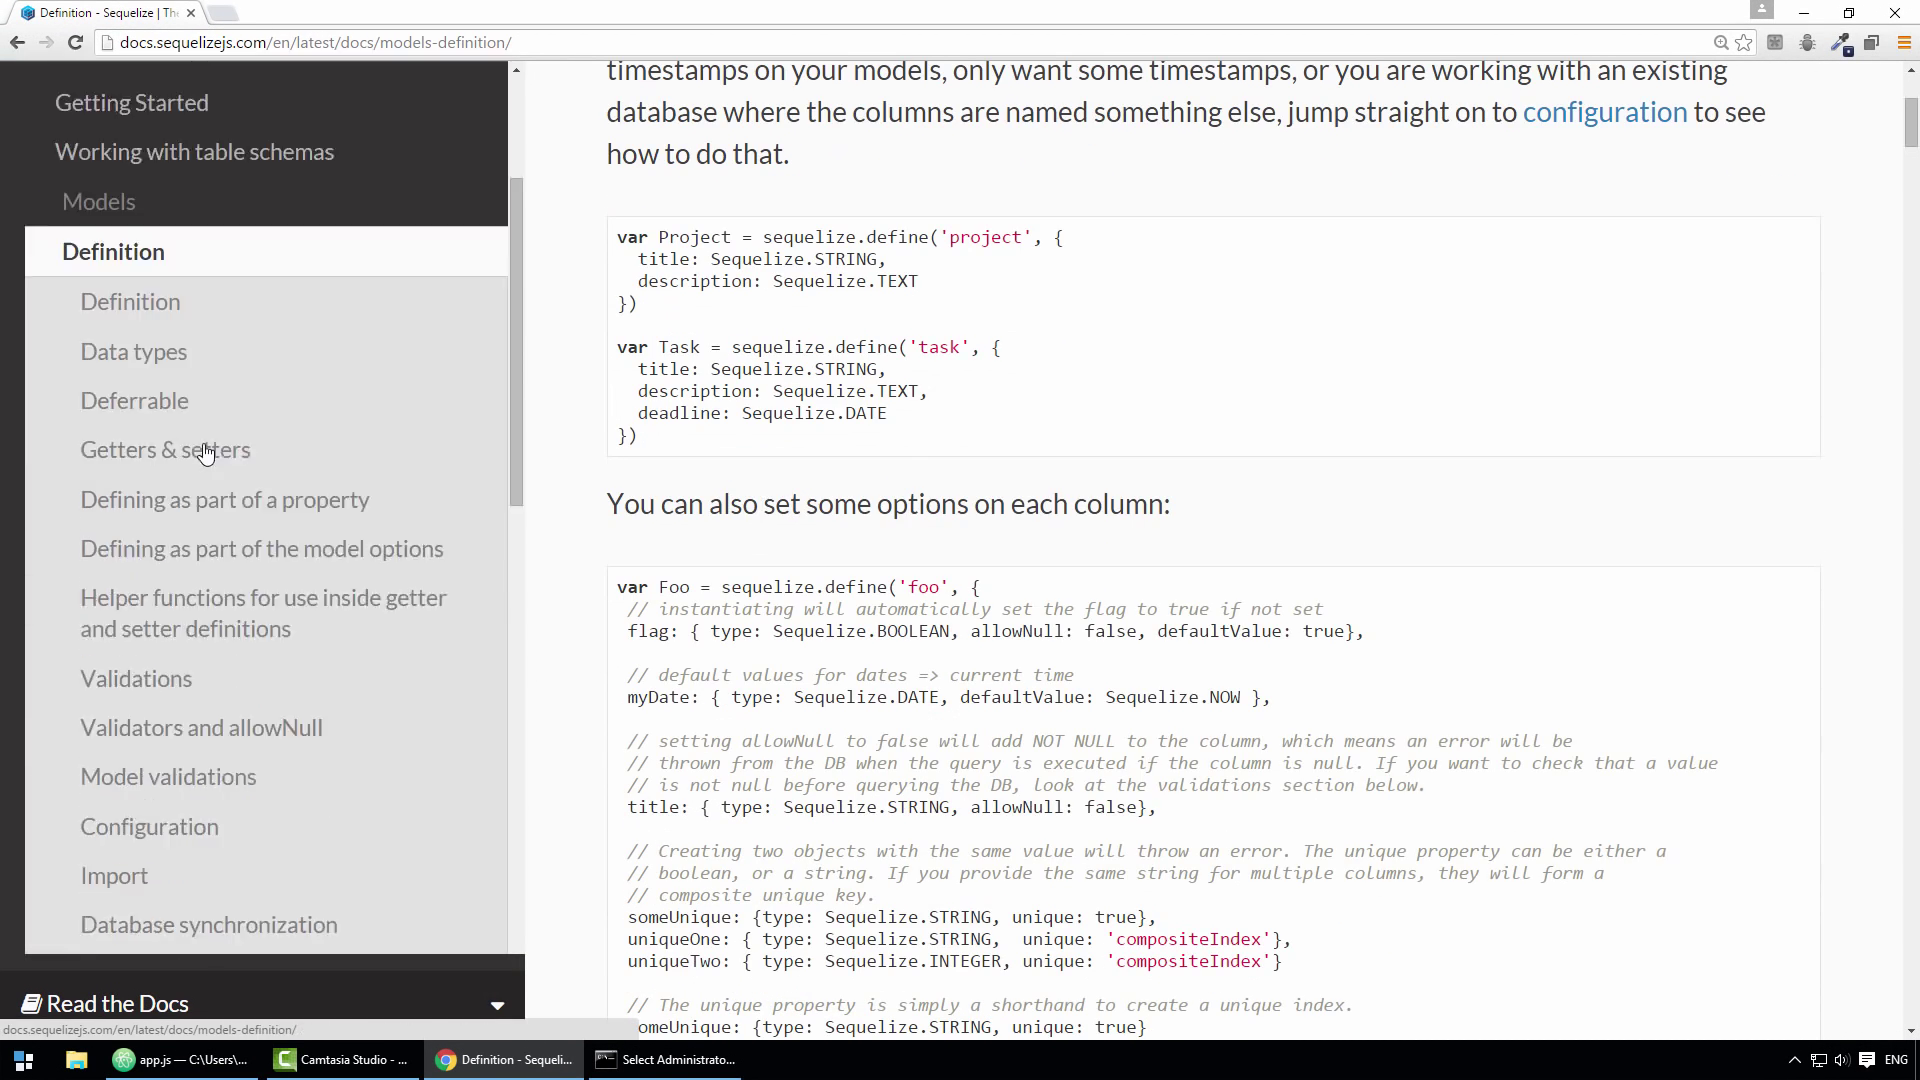 Definition - Sequelize | The
docs.sequelizejs.com/en/latest/docs/models-definition/
Getting Started
Working with table schemas
Models
Definition
Definition
Data types
Deferrable
Getters & setters
Defining as part of a property
Defining as part of the model options
Helper functions for use inside getter
and setter definitions
Validations
Validators and allowNull
Model validations
Configuration
Import
Database synchronization
Read the Docs
docs.sequelizejs.com/en/latest/docs/models-definition/
timestamps on your models, only want some timestamps, or you are working with an existing
database where the columns are named something else, jump straight on to configuration to see
how to do that.
var Project = sequelize.define('project', {
  title: Sequelize.STRING,
  description: Sequelize.TEXT
})
var Task = sequelize.define('task', {
  title: Sequelize.STRING,
  description: Sequelize.TEXT,
  deadline: Sequelize.DATE
})
You can also set some options on each column:
var Foo = sequelize.define('foo', {
 // instantiating will automatically set the flag to true if not set
 flag: { type: Sequelize.BOOLEAN, allowNull: false, defaultValue: true},
 // default values for dates => current time
 myDate: { type: Sequelize.DATE, defaultValue: Sequelize.NOW },
 // setting allowNull to false will add NOT NULL to the column, which means an error will be
 // thrown from the DB when the query is executed if the column is null. If you want to check that a value
 // is not null before querying the DB, look at the validations section below.
 title: { type: Sequelize.STRING, allowNull: false},
 // Creating two objects with the same value will throw an error. The unique property can be either a
 // boolean, or a string. If you provide the same string for multiple columns, they will form a
 // composite unique key.
 someUnique: {type: Sequelize.STRING, unique: true},
 uniqueOne: { type: Sequelize.STRING,  unique: 'compositeIndex'},
 uniqueTwo: { type: Sequelize.INTEGER, unique: 'compositeIndex'}
 // The unique property is simply a shorthand to create a unique index.
 omeUnique: {type: Sequelize.STRING, unique: true}
app.js — C:\Users\...
Camtasia Studio - ...
Definition - Sequeli...
Select Administrato...
ENG